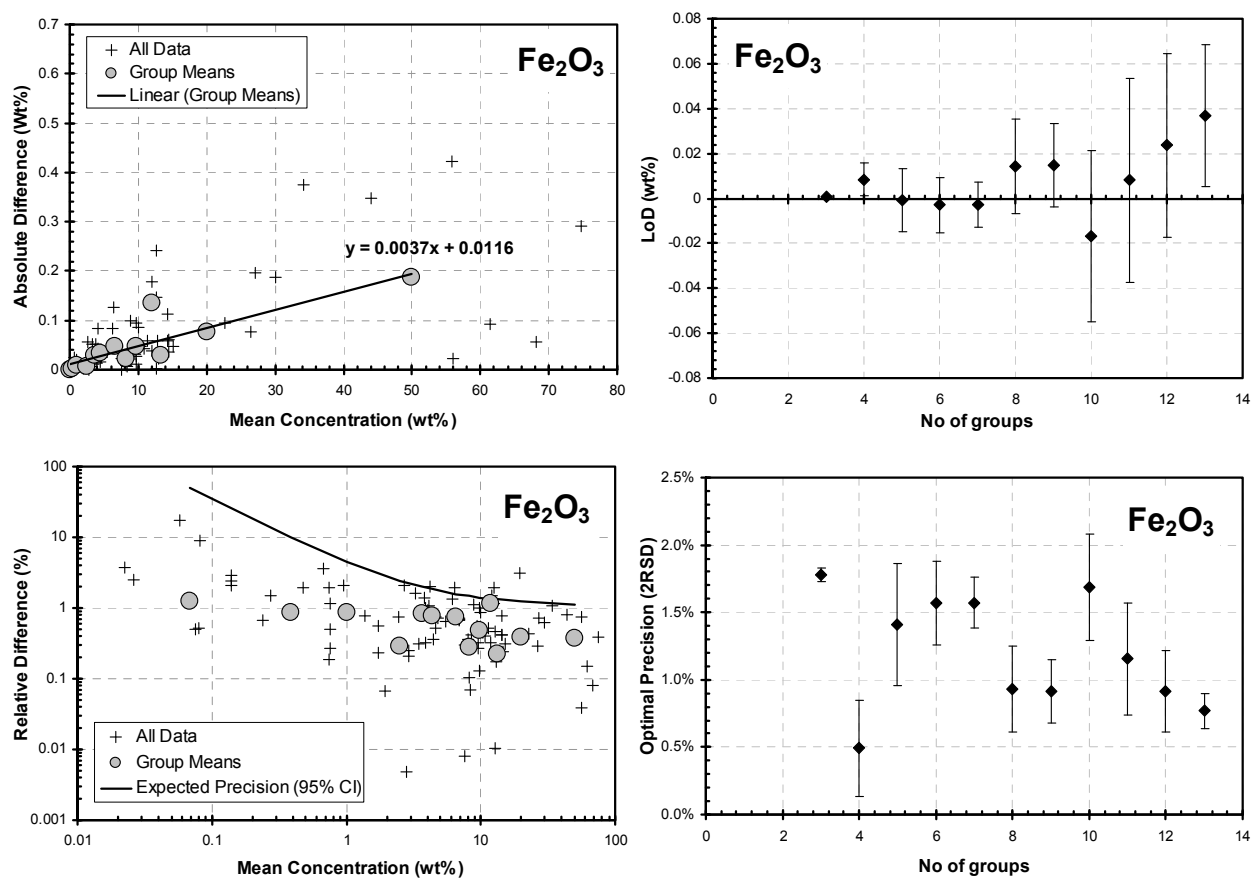 Fe₂O₃
All Data
Group Means
Linear (Group Means)
y = 0.0037x + 0.0116
Absolute Difference (Wt%)
0.7
0.6
0.5
0.4
0.3
0.2
0.1
0
0 10 20 30 40 50 60 70 80
Mean Concentration (wt%)
Fe₂O₃
LoD (wt%)
0.08
0.06
0.04
0.02
0
-0.02
-0.04
-0.06
-0.08
0 2 4 6 8 10 12 14
No of groups
Fe₂O₃
Relative Difference (%)
100
10
1
0.1
0.01
0.001
All Data
Group Means
Expected Precision (95% CI)
0.01 0.1 1 10 100
Mean Concentration (wt%)
Fe₂O₃
Optimal Precision (2RSD)
2.5%
2.0%
1.5%
1.0%
0.5%
0.0%
0 2 4 6 8 10 12 14
No of groups